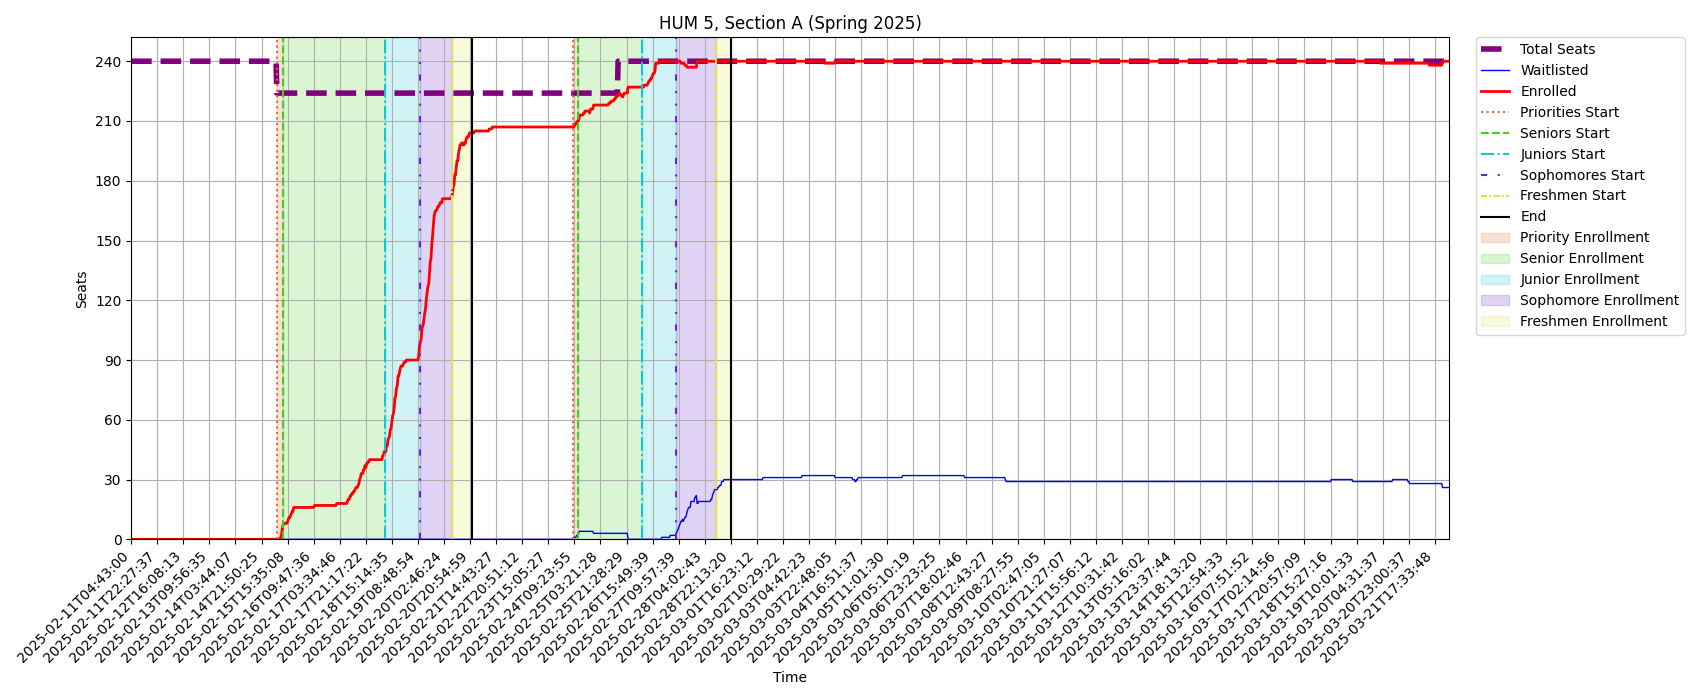 HUM 5, Section A (Spring 2025)
Seats
240
210
180
150
120
90
60
30
0
2025-02-11T04:43:00
2025-02-11T22:27:37
2025-02-12T16:08:13
2025-02-13T09:56:35
2025-02-14T03:44:07
2025-02-14T21:50:25
2025-02-15T15:35:08
2025-02-16T09:47:36
2025-02-17T03:34:46
2025-02-17T21:17:22
2025-02-18T15:14:35
2025-02-19T08:48:54
2025-02-20T02:46:24
2025-02-20T20:54:59
2025-02-21T14:43:27
2025-02-22T20:51:12
2025-02-23T15:05:27
2025-02-24T09:23:55
2025-02-25T03:21:28
2025-02-25T21:28:29
2025-02-26T15:49:39
2025-02-27T09:57:39
2025-02-28T04:02:43
2025-02-28T22:13:20
2025-03-01T16:23:12
2025-03-02T10:29:22
2025-03-03T04:42:23
2025-03-03T22:48:05
2025-03-04T16:51:37
2025-03-05T11:01:30
2025-03-06T05:10:19
2025-03-06T23:23:25
2025-03-07T18:02:46
2025-03-08T12:43:27
2025-03-09T08:27:55
2025-03-10T02:47:05
2025-03-10T21:27:07
2025-03-11T15:56:12
2025-03-12T10:31:42
2025-03-13T05:16:02
2025-03-13T23:37:44
2025-03-14T18:13:20
2025-03-15T12:54:33
2025-03-16T07:51:52
2025-03-17T02:14:56
2025-03-17T20:57:09
2025-03-18T15:27:16
2025-03-19T10:01:33
2025-03-20T04:31:37
2025-03-20T23:00:37
2025-03-21T17:33:48
Time
Total Seats
Waitlisted
Enrolled
Priorities Start
Seniors Start
Juniors Start
Sophomores Start
Freshmen Start
End
Priority Enrollment
Senior Enrollment
Junior Enrollment
Sophomore Enrollment
Freshmen Enrollment